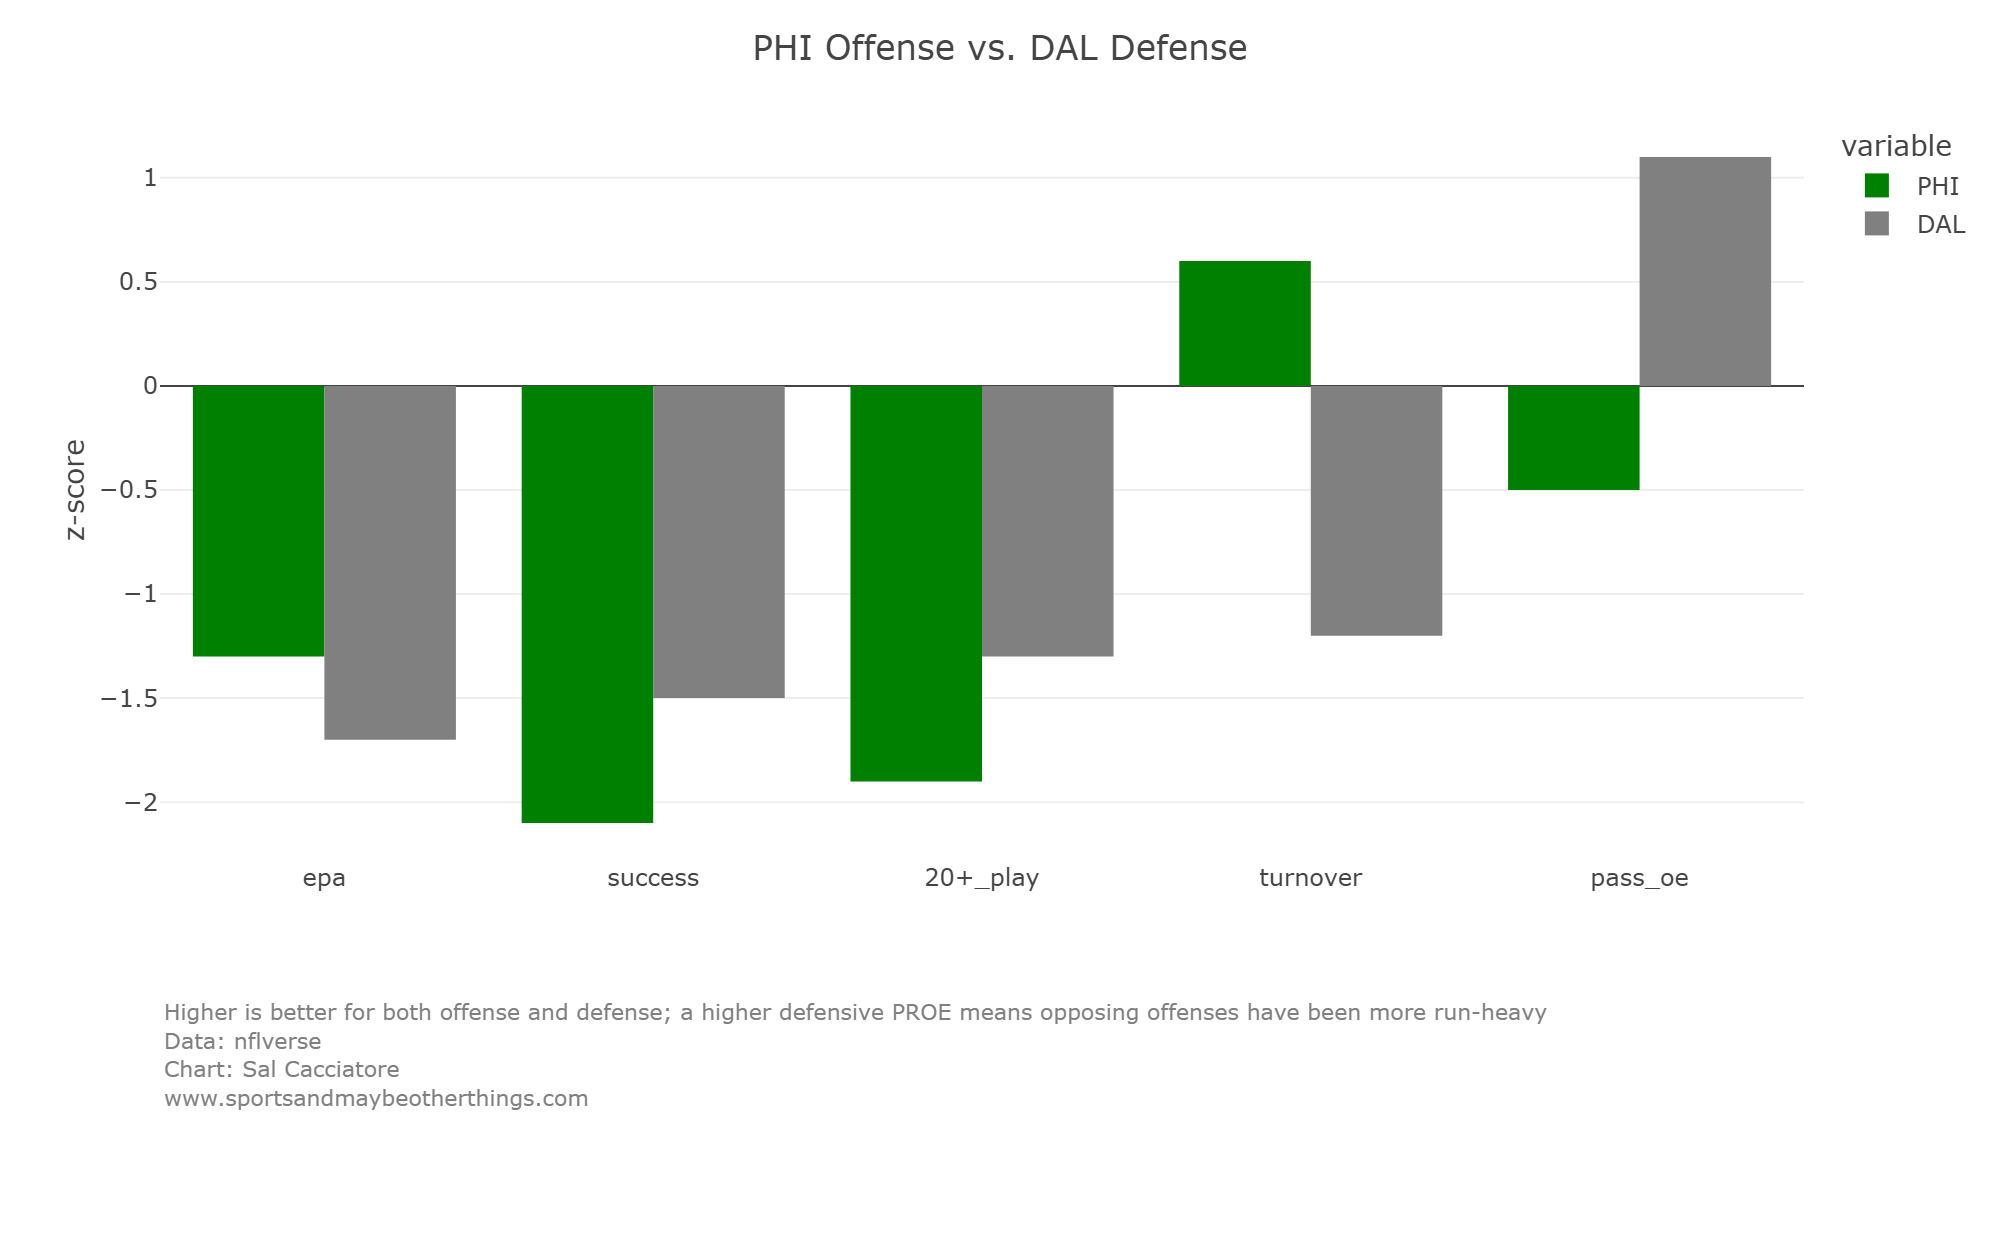 PHI Offense vs. DAL Defense
variable
PHI
DAL
1
0.5
0
−0.5
−1
−1.5
−2
z-score
epa
success
20+_play
turnover
pass_oe
Higher is better for both offense and defense; a higher defensive PROE means opposing offenses have been more run-heavy
Data: nflverse
Chart: Sal Cacciatore
www.sportsandmaybeotherthings.com